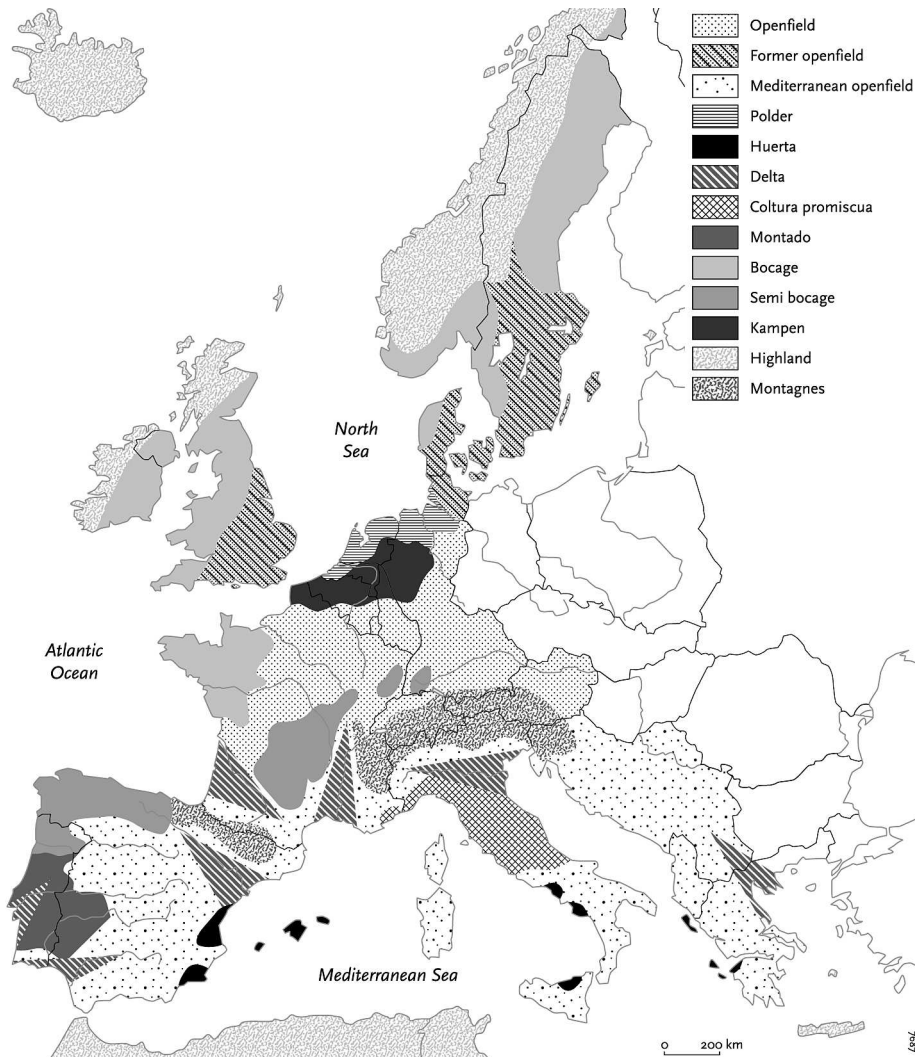 Openfield
Former openfield
Mediterranean openfield
Polder
Huerta
Delta
Coltura promiscua
Montado
Bocage
Semi bocage
Kampen
Highland
Montagnes
North
Sea
Atlantic
Ocean
Mediterranean Sea
0 200 km